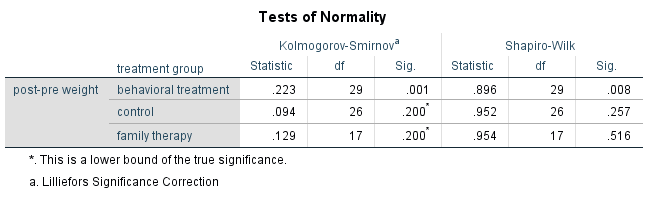 Tests of Normality
Kolmogorov-Smirnovᵃ Shapiro-Wilk
treatment group Statistic df Sig. Statistic df Sig.
post-pre weight behavioral treatment .223 29 .001 .896 29 .008
control .094 26 .200* .952 26 .257
family therapy .129 17 .200* .954 17 .516
*. This is a lower bound of the true significance.
a. Lilliefors Significance Correction